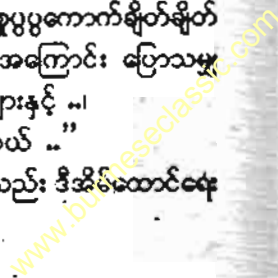 ပူပွပွကောက်ချိတ်ချိတ်
အကြောင်း ပြောသမျှ
ျားနှင့် ..၊
ယ် ..”
သည်း ဒီအိမ်ထောင်ရေး
www.burmeseclassic.com